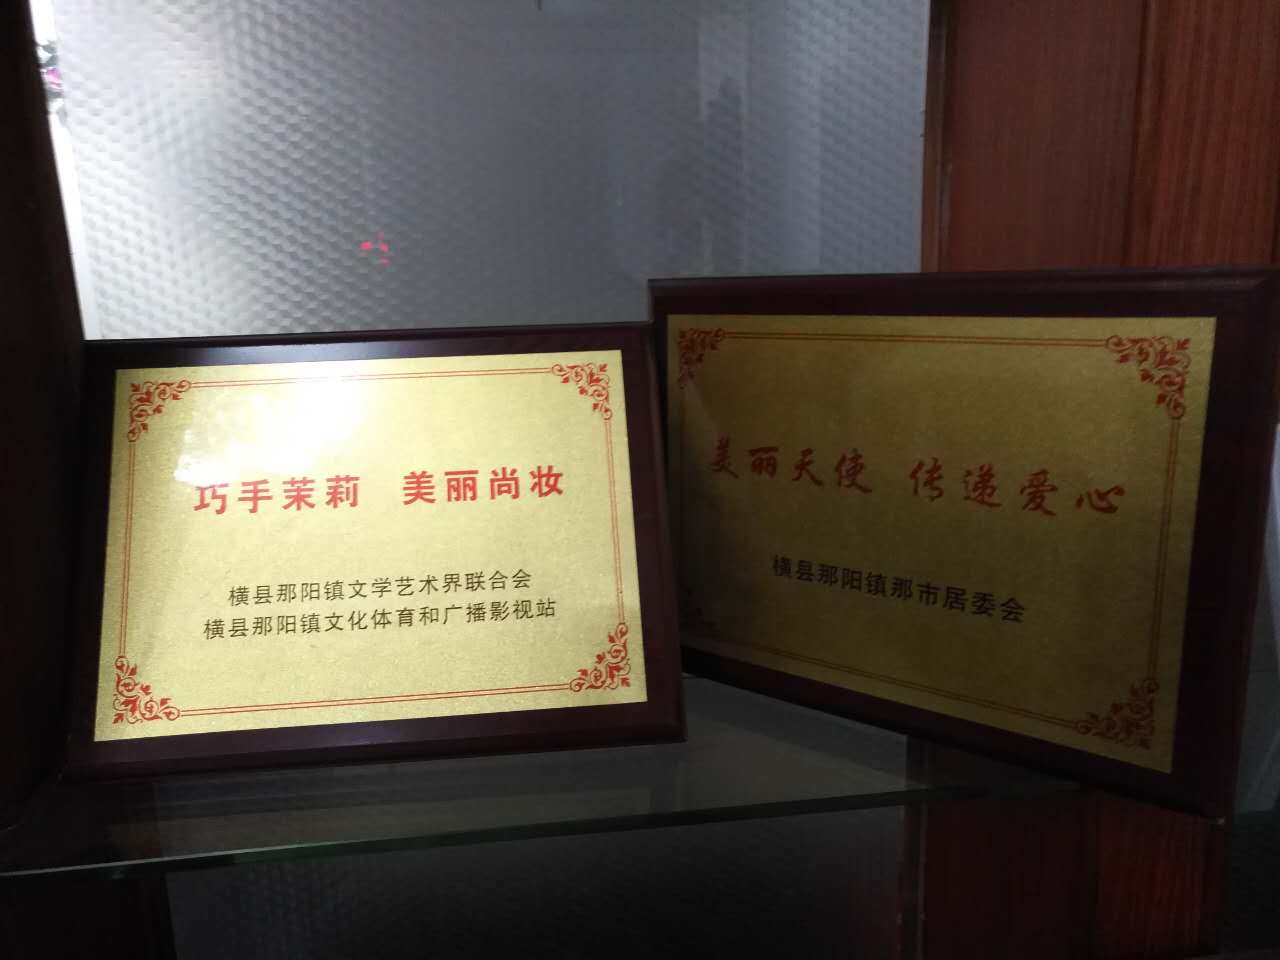 巧手茉莉 美丽尚妆
横县那阳镇文学艺术界联合会
横县那阳镇文化体育和广播影视站
美丽天使 传递爱心
横县那阳镇那市居委会